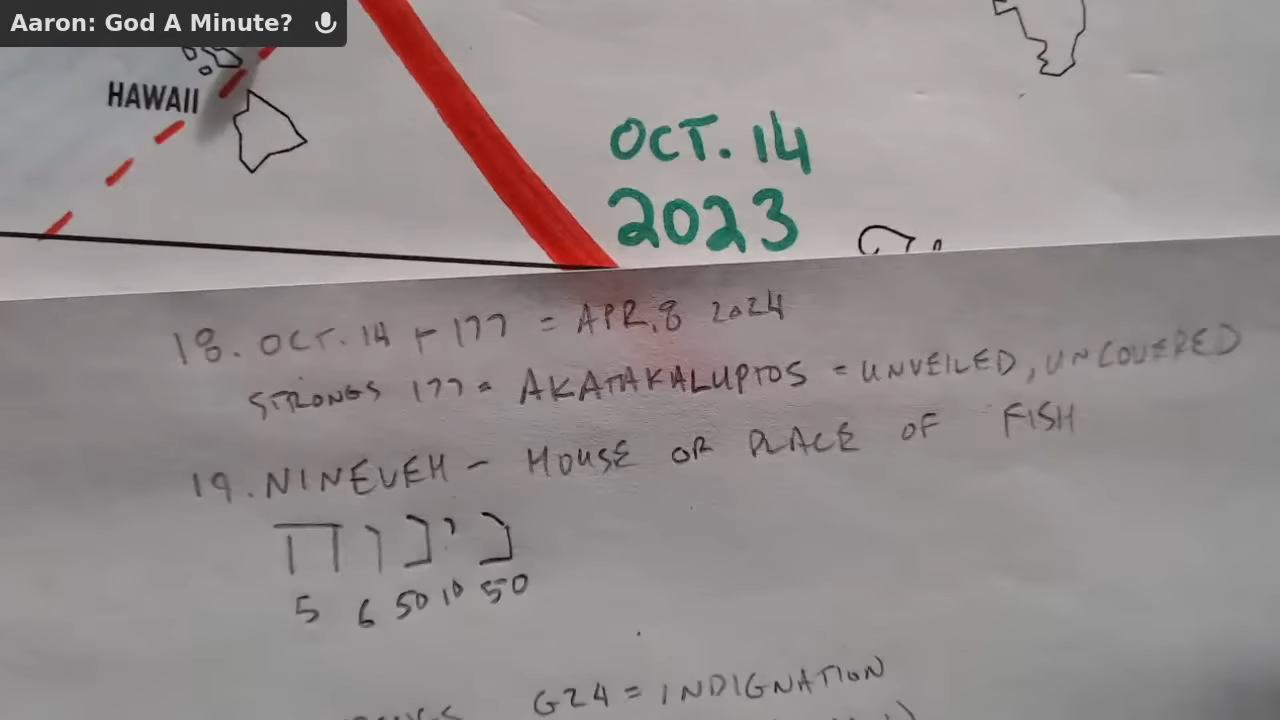 Aaron: God A Minute?
HAWAII
OCT. 14
2023
18. OCT. 14 + 177 = APR. 8 2024
STRONGS 177 = AKATAKALUPTOS = UNVEILED, UNCOVERED
19. NINEVEH - HOUSE OR PLACE OF FISH
נינוה
5 6 50 10 50
G24 = INDIGNATION